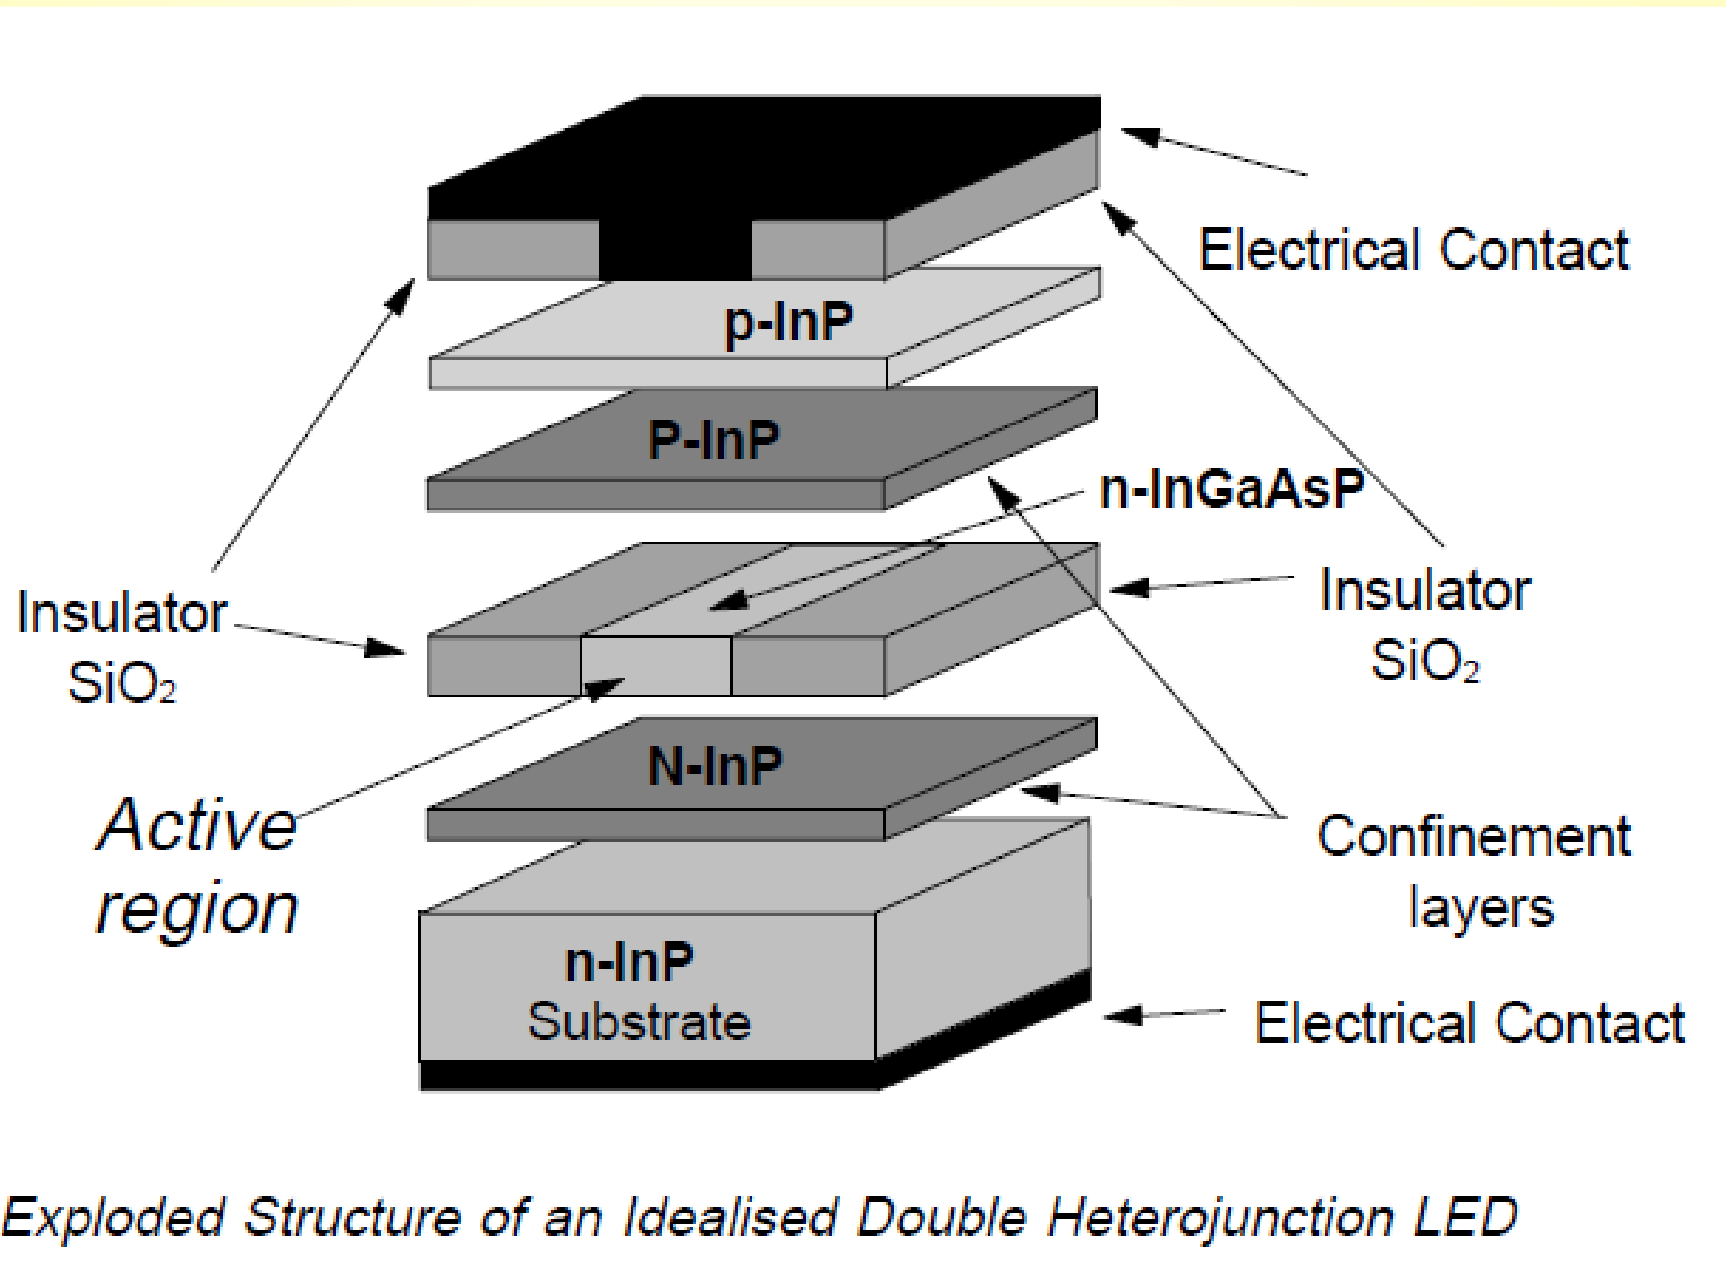 Electrical Contact
p-InP
P-InP
n-InGaAsP
Insulator
SiO₂
Insulator
SiO₂
N-InP
Active
region
Confinement
layers
n-InP
Substrate
Electrical Contact
Exploded Structure of an Idealised Double Heterojunction LED